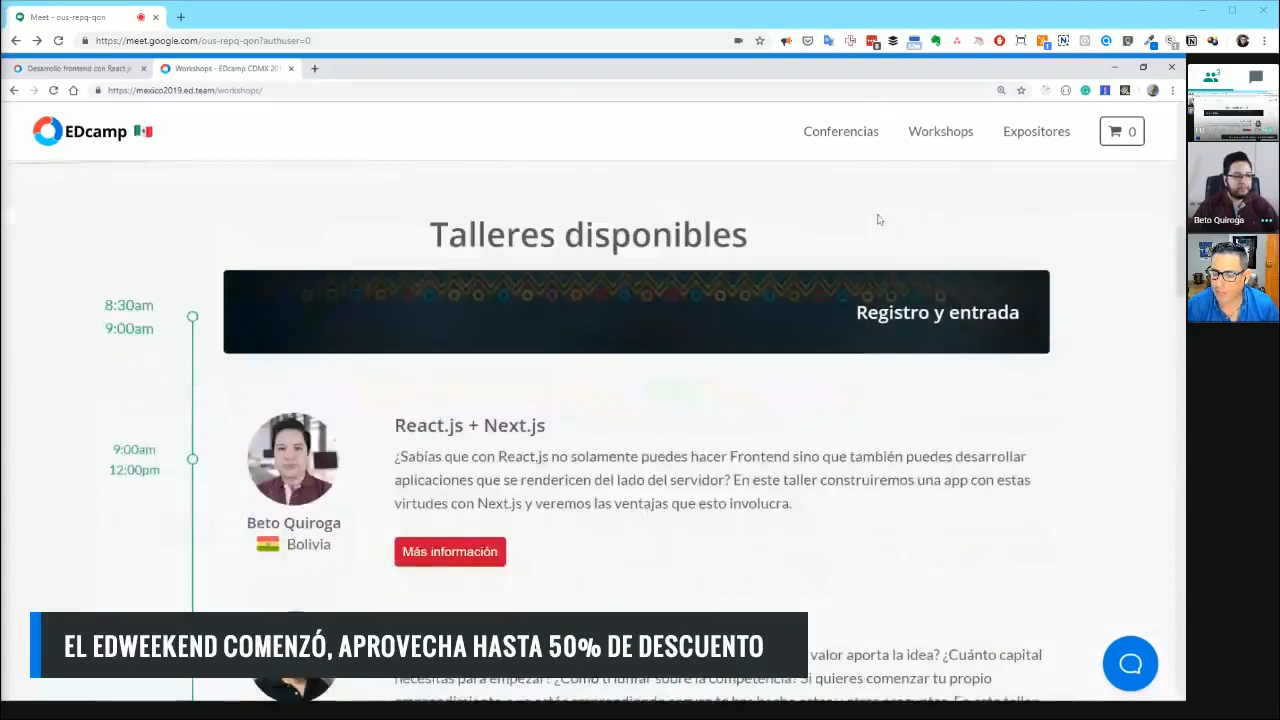 Meet - ous-repq-qon
https://meet.google.com/ous-repq-qon?authuser=0
Desarrollo frontend con React.js
Workshops - EDcamp CDMX 201
https://mexico2019.ed.team/workshops/
EDcamp
Conferencias
Workshops
Expositores
0
3
Beto Quiroga
Talleres disponibles
8:30am
9:00am
Registro y entrada
9:00am
12:00pm
React.js + Next.js
¿Sabías que con React.js no solamente puedes hacer Frontend sino que también puedes desarrollar
aplicaciones que se rendericen del lado del servidor? En este taller construiremos una app con estas
virtudes con Next.js y veremos las ventajas que esto involucra.
Beto Quiroga
Bolivia
Más información
EL EDWEEKEND COMENZÓ, APROVECHA HASTA 50% DE DESCUENTO
valor aporta la idea? ¿Cuánto capital
necesitas para empezar? ¿Cómo triunfar sobre la competencia? Si quieres comenzar tu propio